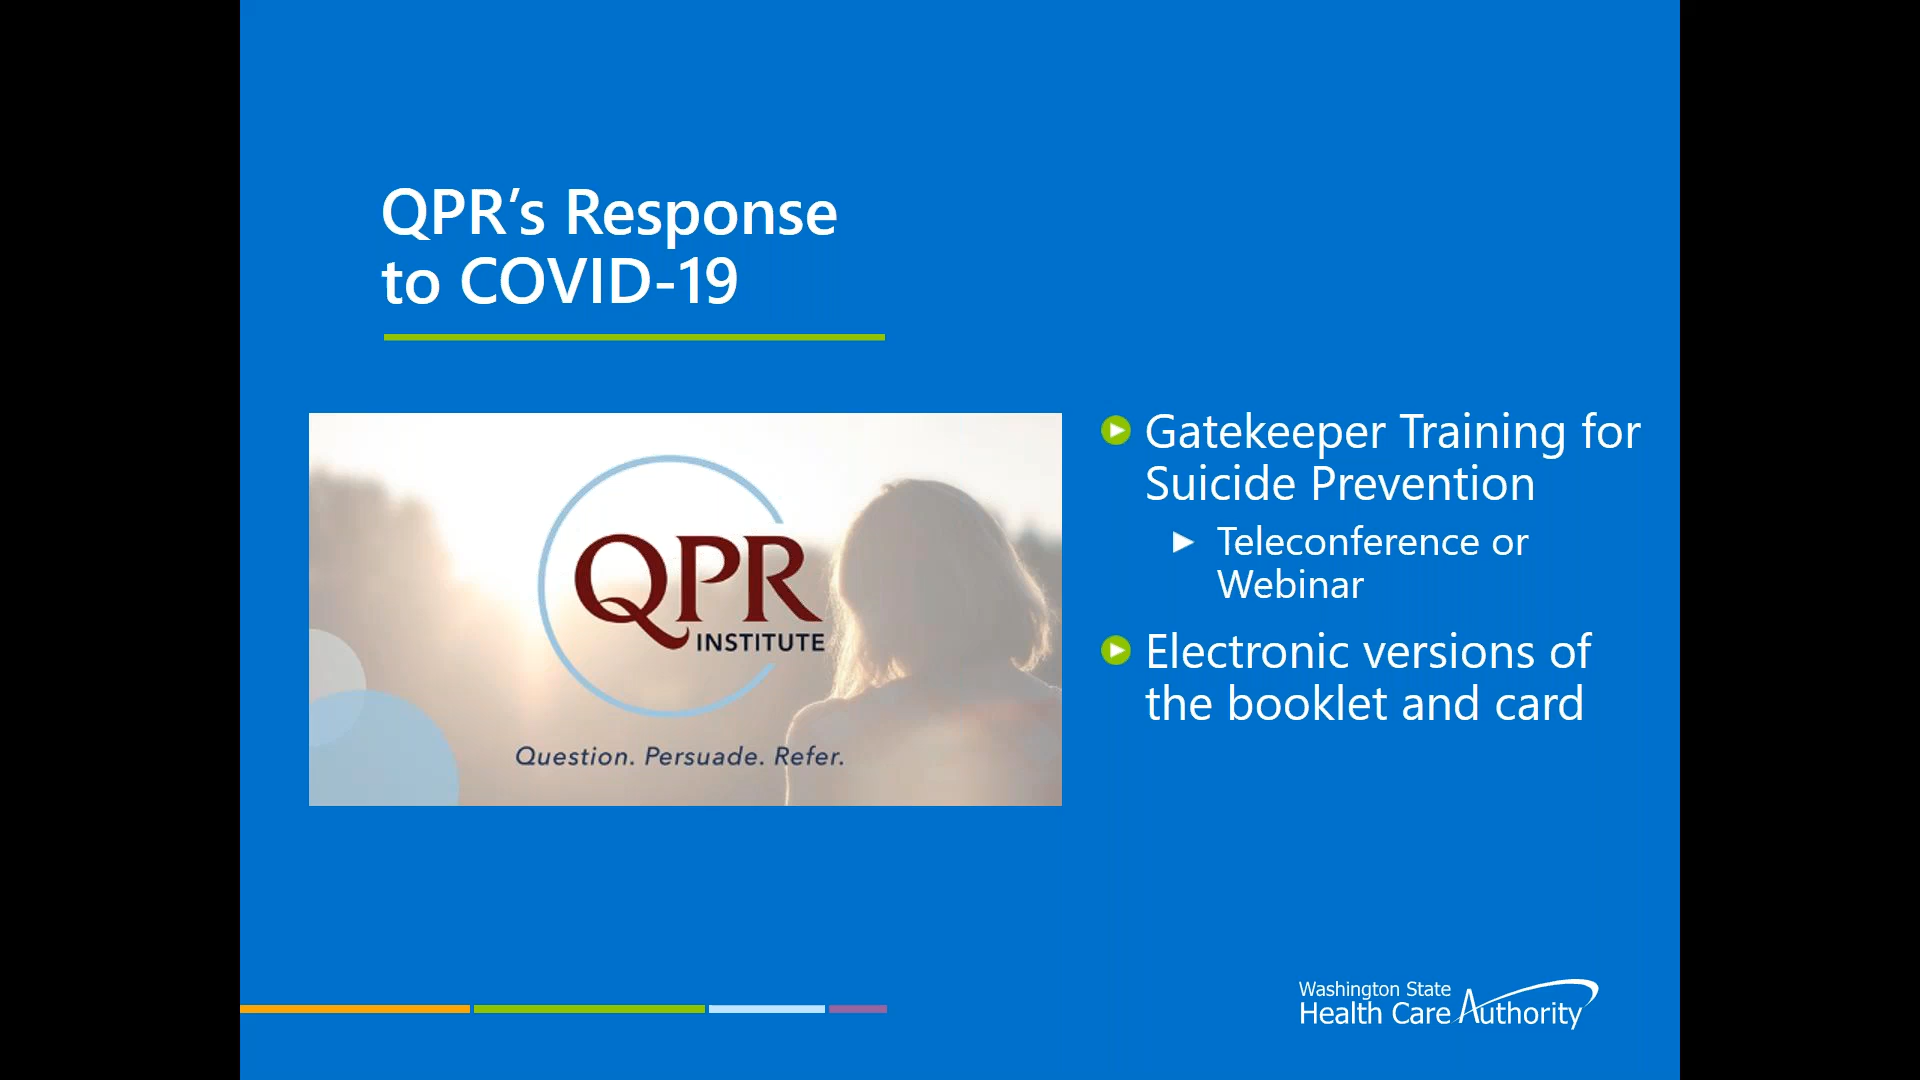 QPR’s Response
to COVID-19
QPR
INSTITUTE
Question. Persuade. Refer.
Gatekeeper Training for
Suicide Prevention
Teleconference or
Webinar
Electronic versions of
the booklet and card
Washington State
Health Care Authority